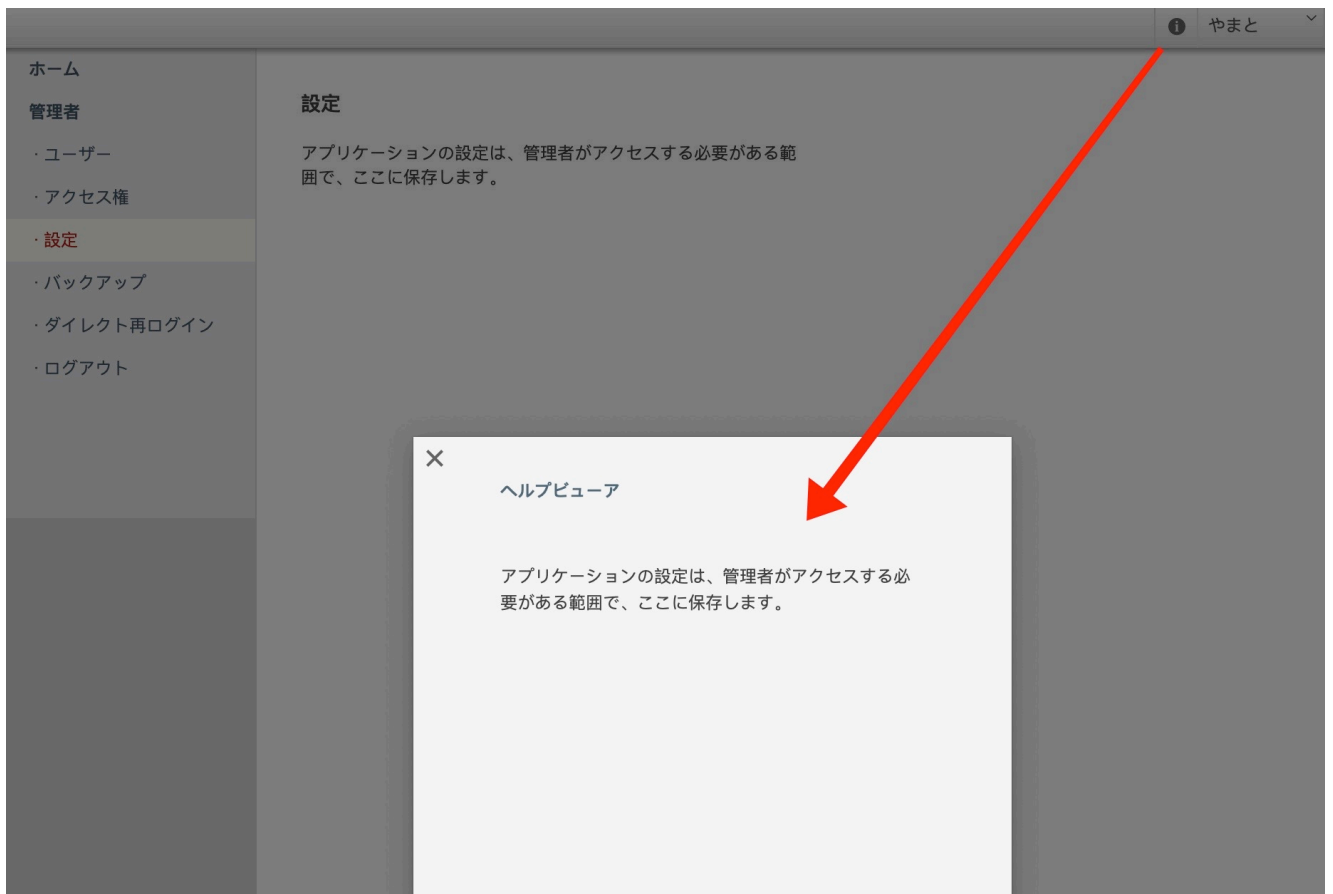 やまと
ホーム
管理者
・ユーザー
・アクセス権
・設定
・バックアップ
・ダイレクト再ログイン
・ログアウト
設定
アプリケーションの設定は、管理者がアクセスする必要がある範
囲で、ここに保存します。
ヘルプビューア
アプリケーションの設定は、管理者がアクセスする必
要がある範囲で、ここに保存します。